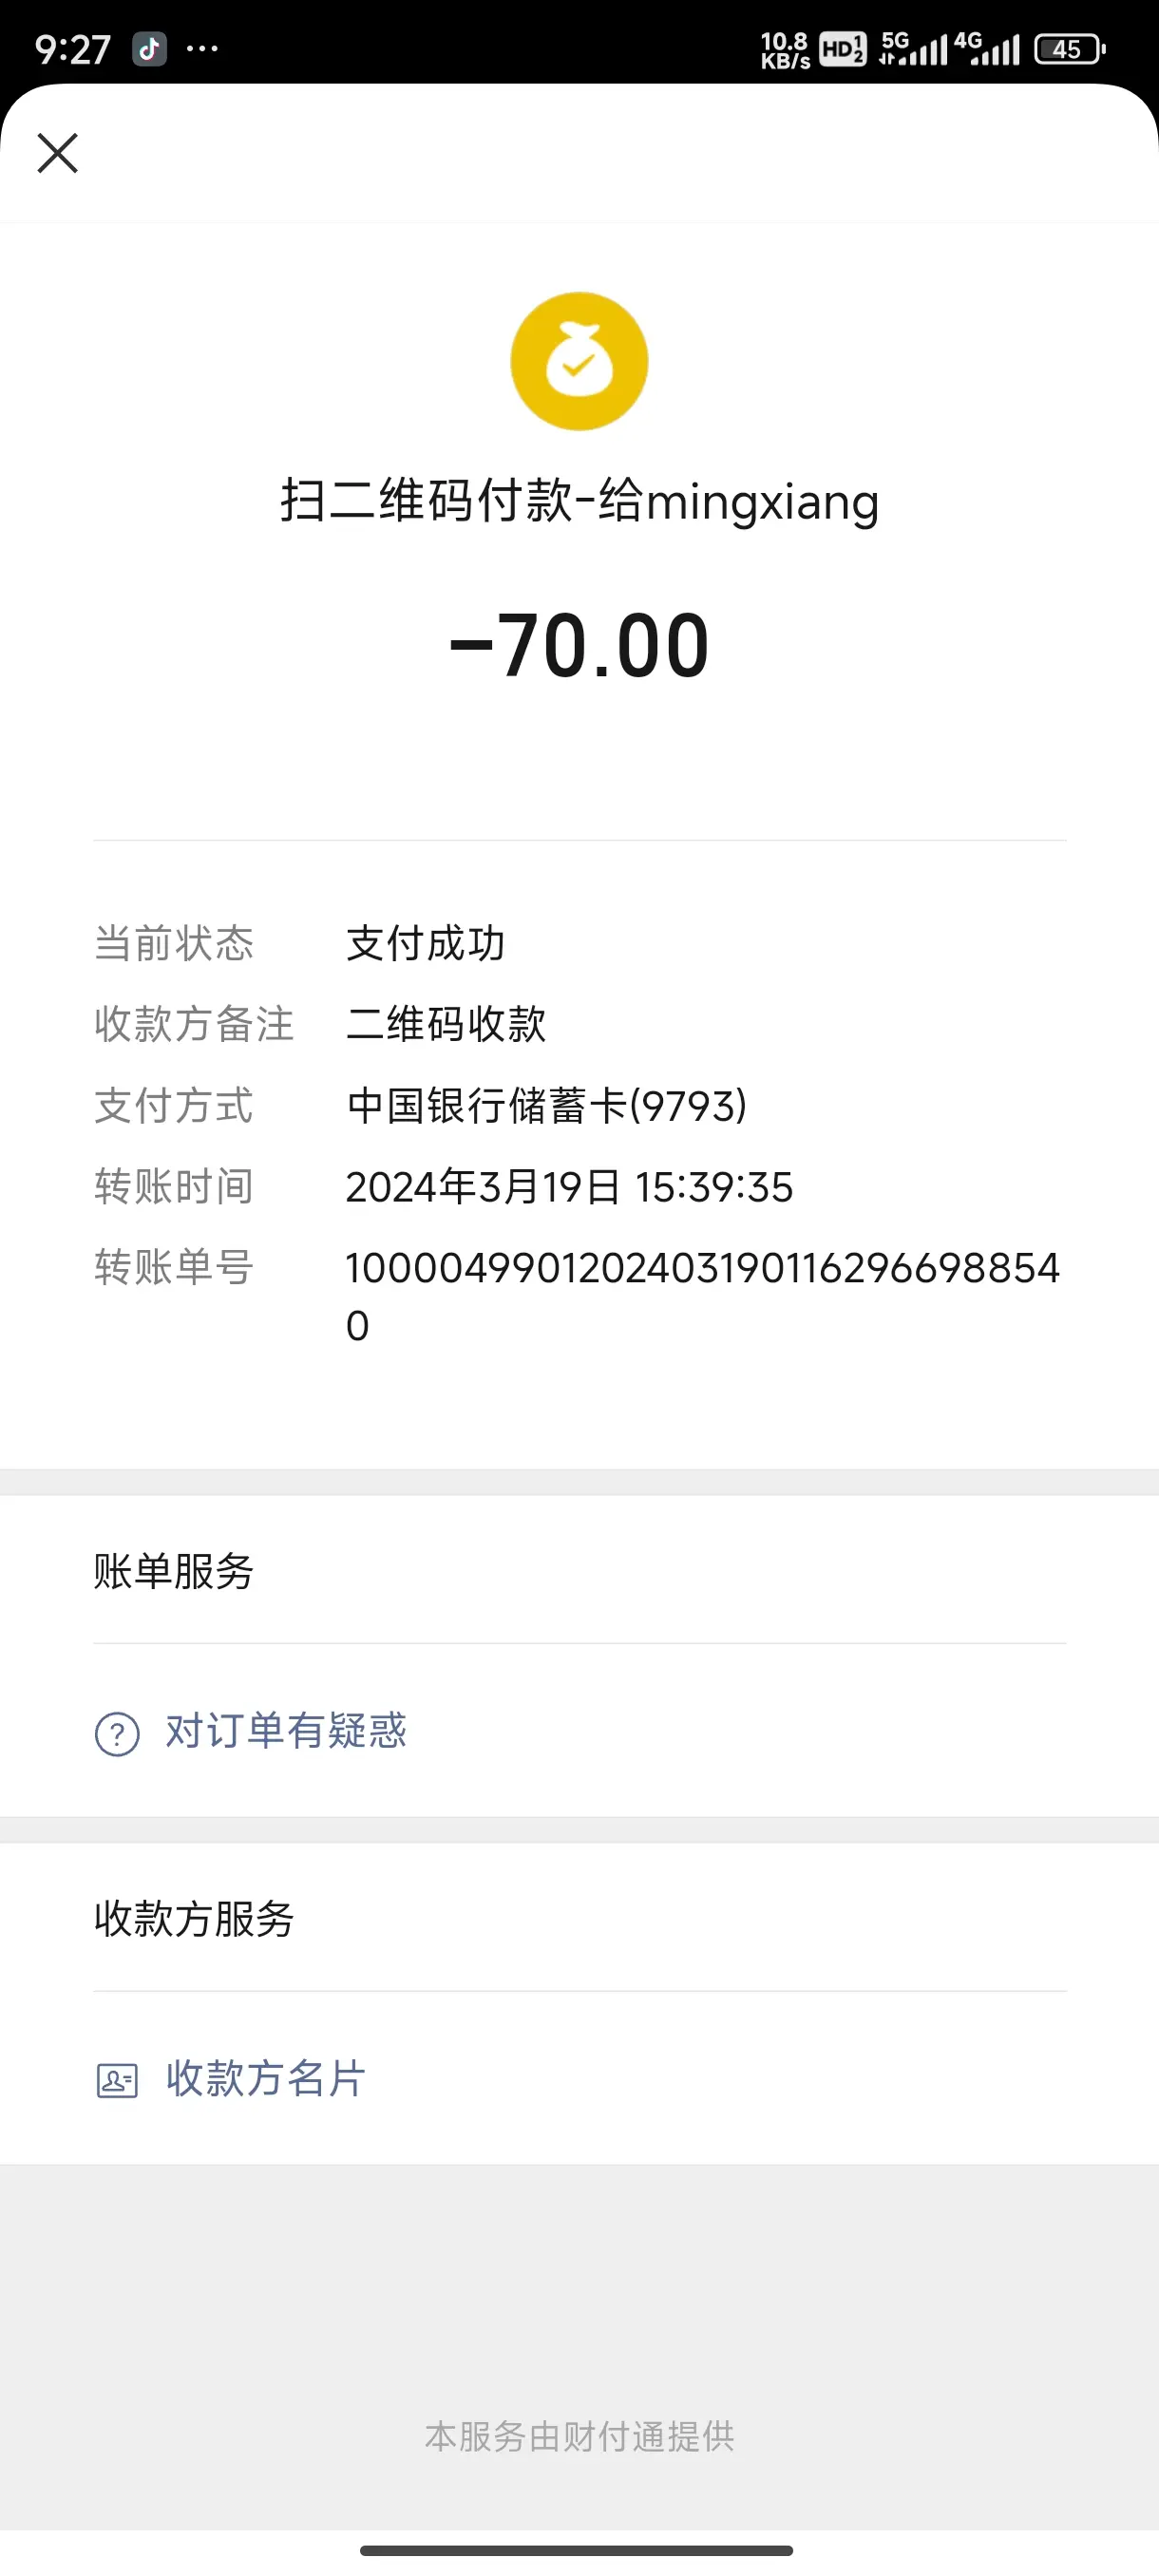 9:27 ···
10.8 KB/s HD 1 2 5G 4G 45
扫二维码付款-给mingxiang
-70.00
当前状态 支付成功
收款方备注 二维码收款
支付方式 中国银行储蓄卡(9793)
转账时间 2024年3月19日 15:39:35
转账单号 100004990120240319011629669 8854
0
账单服务
? 对订单有疑惑
收款方服务
收款方名片
本服务由财付通提供